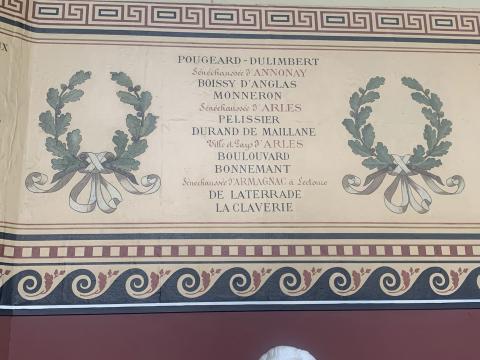 UX
POUGEARD-DULIMBERT
Sénéchaussée d'ANNONAY
BOISSY D'ANGLAS
MONNERON
Sénéchaussée d'ARLES
PELISSIER
DURAND DE MAILLANE
Ville et Pays d'ARLES
BOULOUVARD
BONNEMANT
Sénéchaussée d'ARMAGNAC à Lectoure
DE LATERRADE
LA CLAVERIE